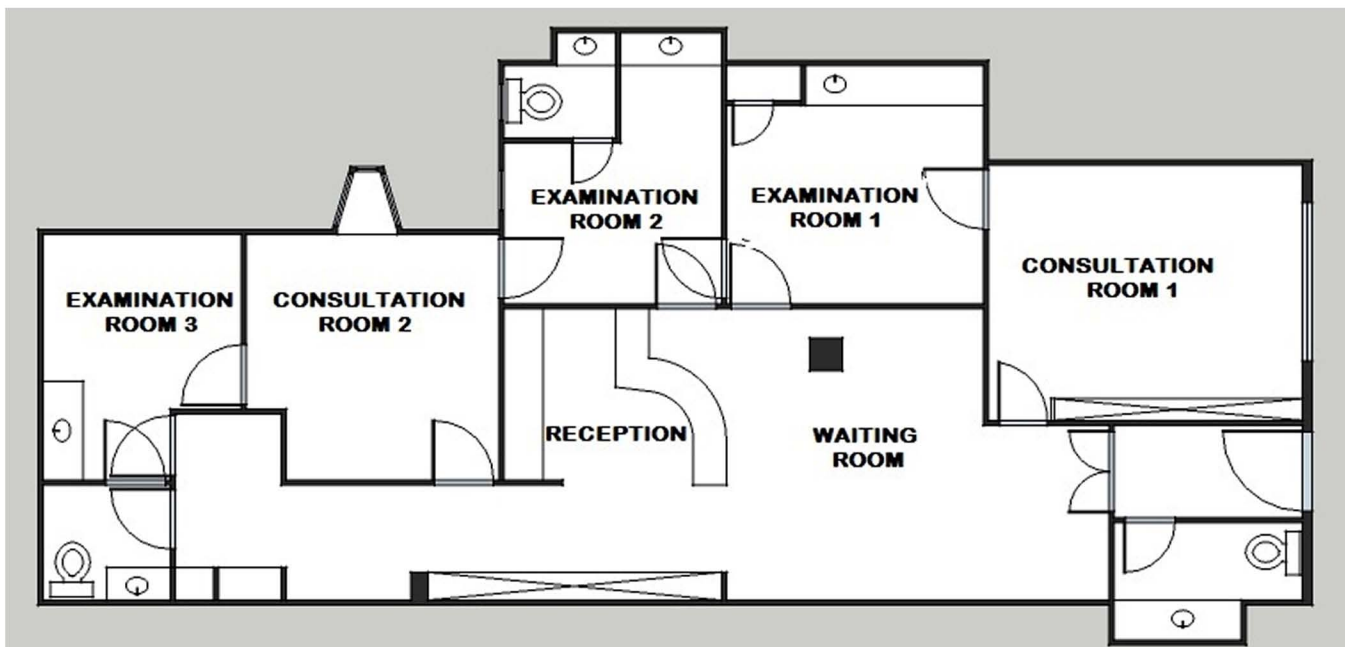 EXAMINATION
ROOM 2
EXAMINATION
ROOM 1
CONSULTATION
ROOM 1
EXAMINATION
ROOM 3
CONSULTATION
ROOM 2
RECEPTION
WAITING
ROOM